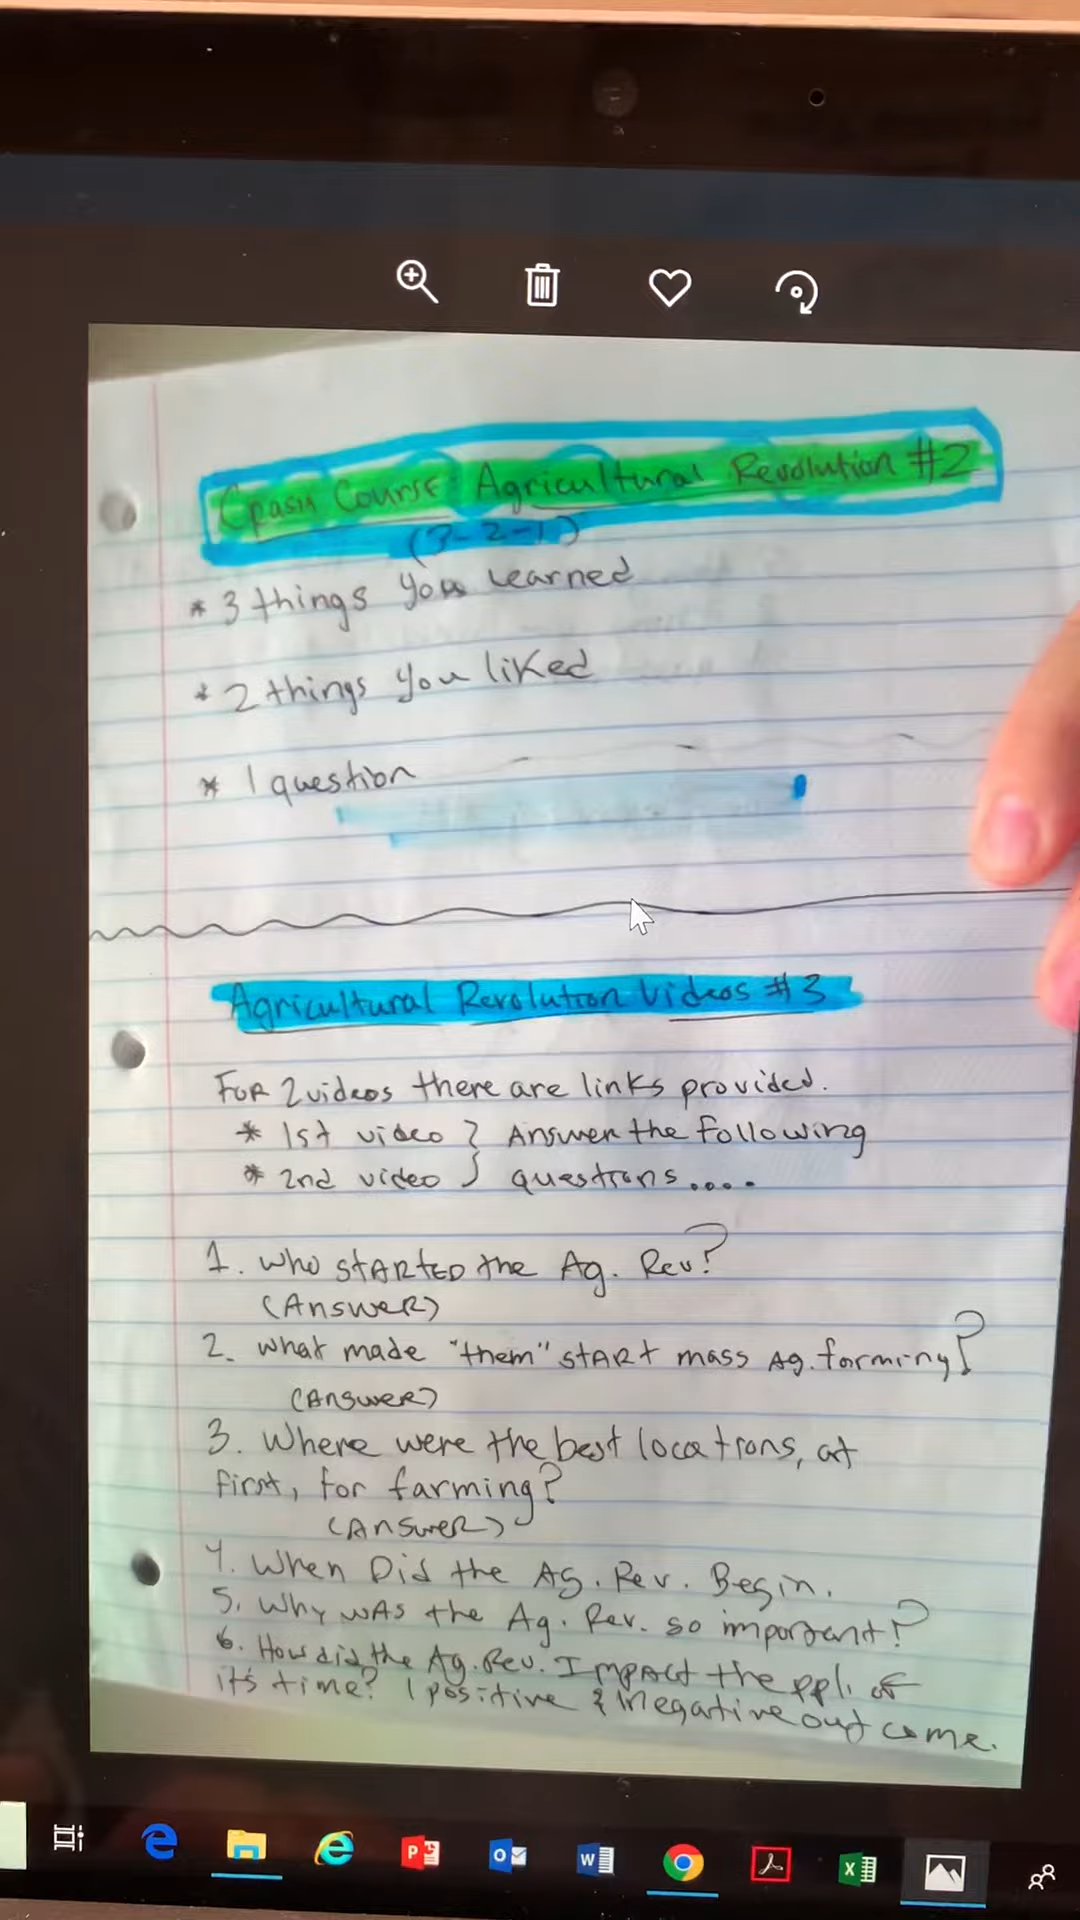 Crash Course: Agricultural Revolution #2
(3-2-1)
* 3 things you learned
* 2 things you liked
* 1 question
Agricultural Revolution Videos #3
For 2 videos there are links provided.
* 1st video } Answer the following
* 2nd video } questions....
1. Who started the Ag. Rev?
(Answer)
2. What made "them" start mass Ag. farming?
(Answer)
3. Where were the best locations, at
first, for farming?
(Answer)
4. When Did the Ag. Rev. Begin.
5. Why was the Ag. Rev. so important?
6. How did the Ag. Rev. Impact the ppl. of
it's time? 1 positive & 1 negative outcome.